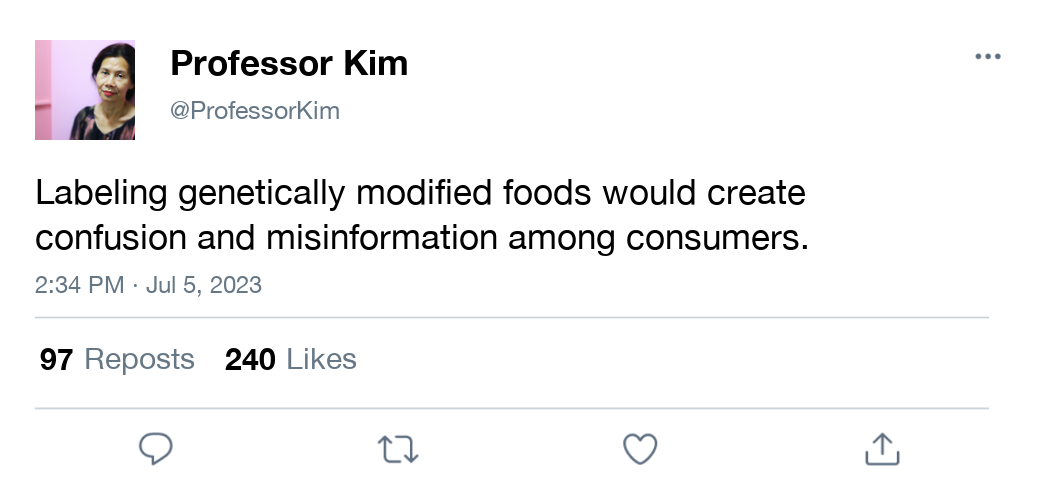 Professor Kim
@ProfessorKim
Labeling genetically modified foods would create
confusion and misinformation among consumers.
2:34 PM · Jul 5, 2023
97 Reposts 240 Likes